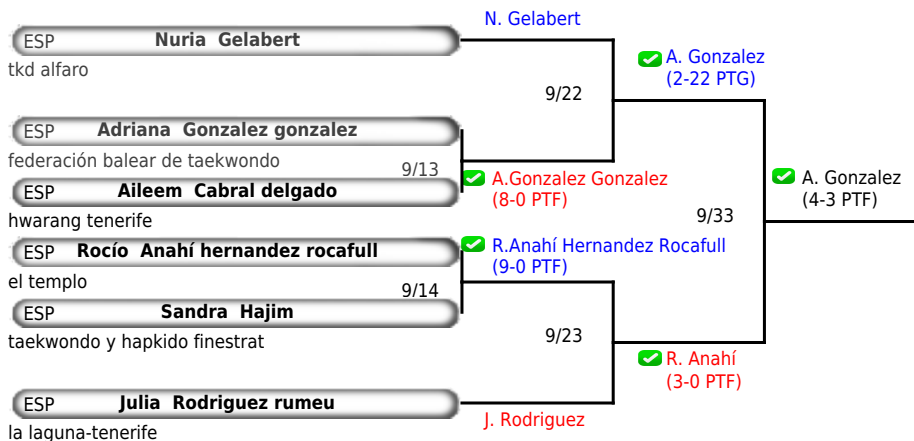 N. Gelabert
ESP Nuria Gelabert
tkd alfaro
A. Gonzalez
(2-22 PTG)
9/22
ESP Adriana Gonzalez gonzalez
federación balear de taekwondo
9/13
A.Gonzalez Gonzalez
(8-0 PTF)
ESP Aileem Cabral delgado
hwarang tenerife
A. Gonzalez
(4-3 PTF)
9/33
ESP Rocío Anahí hernandez rocafull
el templo
R.Anahí Hernandez Rocafull
(9-0 PTF)
9/14
ESP Sandra Hajim
taekwondo y hapkido finestrat
9/23
R. Anahí
(3-0 PTF)
ESP Julia Rodriguez rumeu
la laguna-tenerife
J. Rodriguez